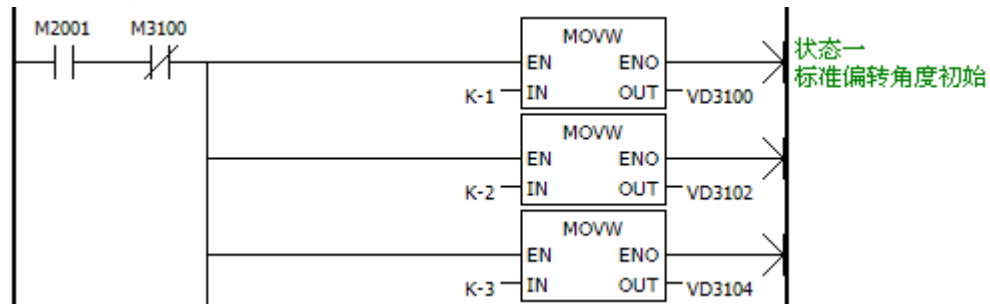 M2001 M3100
MOVW
EN ENO
K-1 IN OUT VD3100
状态一
标准偏转角度初始
MOVW
EN ENO
K-2 IN OUT VD3102
MOVW
EN ENO
K-3 IN OUT VD3104